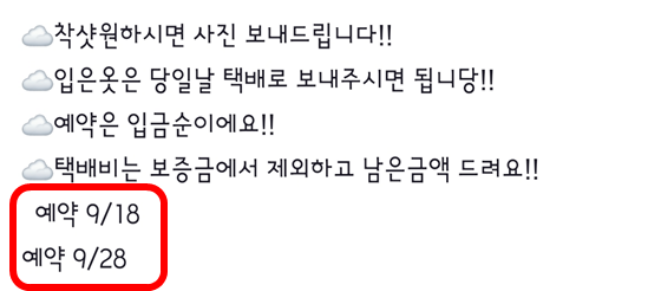 ☁️착샷원하시면 사진 보내드립니다!!
☁️입은옷은 당일날 택배로 보내주시면 됩니당!!
☁️예약은 입금순이에요!!
☁️택배비는 보증금에서 제외하고 남은금액 드려요!!
예약 9/18
예약 9/28